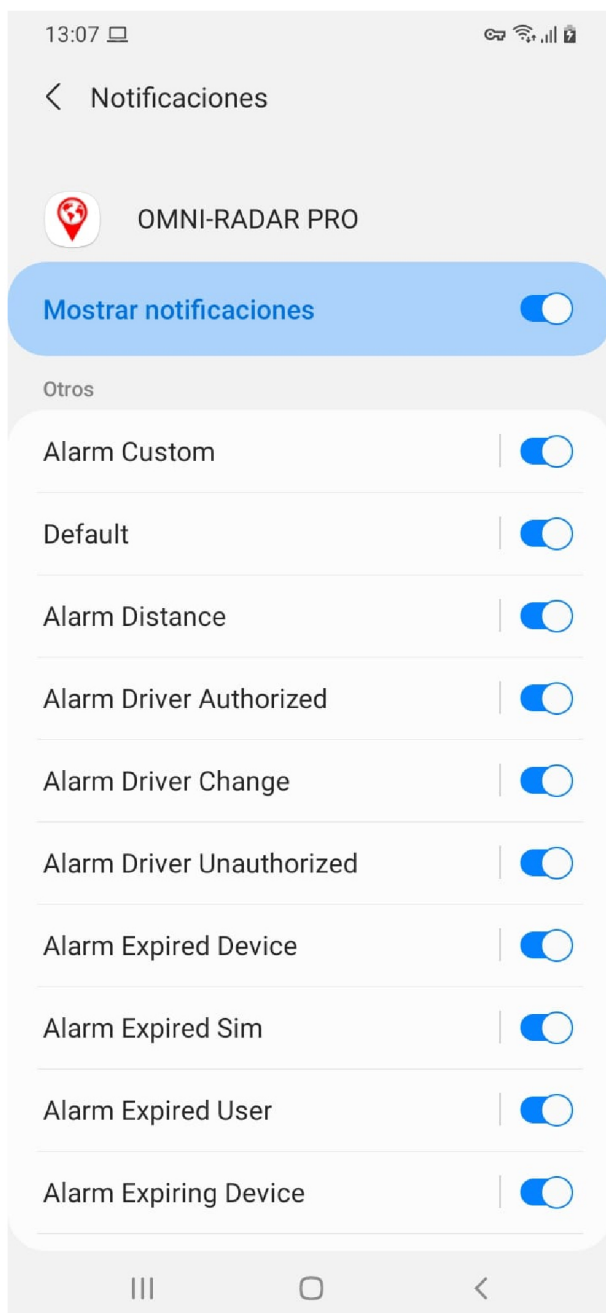 13:07
Notificaciones
OMNI-RADAR PRO
Mostrar notificaciones
Otros
Alarm Custom
Default
Alarm Distance
Alarm Driver Authorized
Alarm Driver Change
Alarm Driver Unauthorized
Alarm Expired Device
Alarm Expired Sim
Alarm Expired User
Alarm Expiring Device